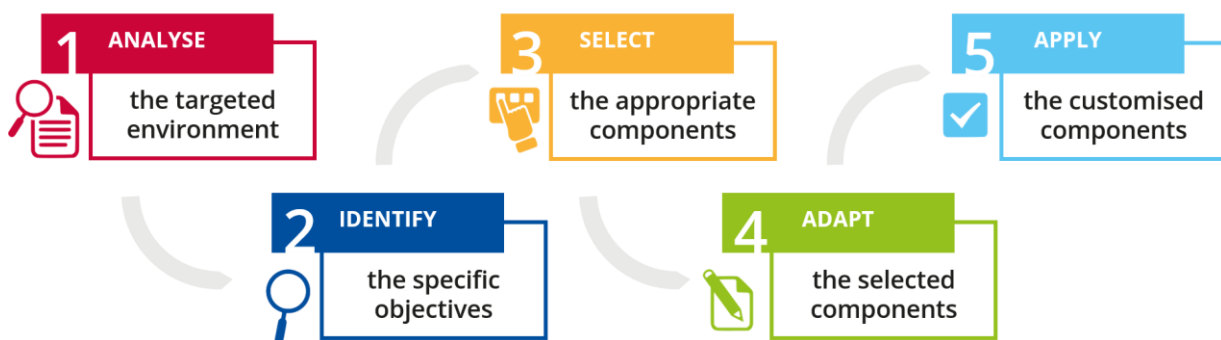 1 ANALYSE
the targeted
environment
2 IDENTIFY
the specific
objectives
3 SELECT
the appropriate
components
4 ADAPT
the selected
components
5 APPLY
the customised
components